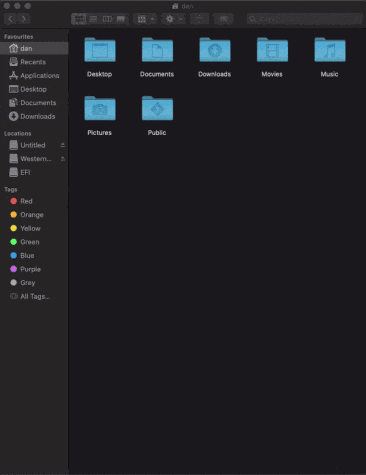 dan
Favourites
dan
Recents
Applications
Desktop
Documents
Downloads
Locations
Untitled
Western...
EFI
Tags
Red
Orange
Yellow
Green
Blue
Purple
Gray
All Tags...
Desktop Documents Downloads Movies Music
Pictures Public